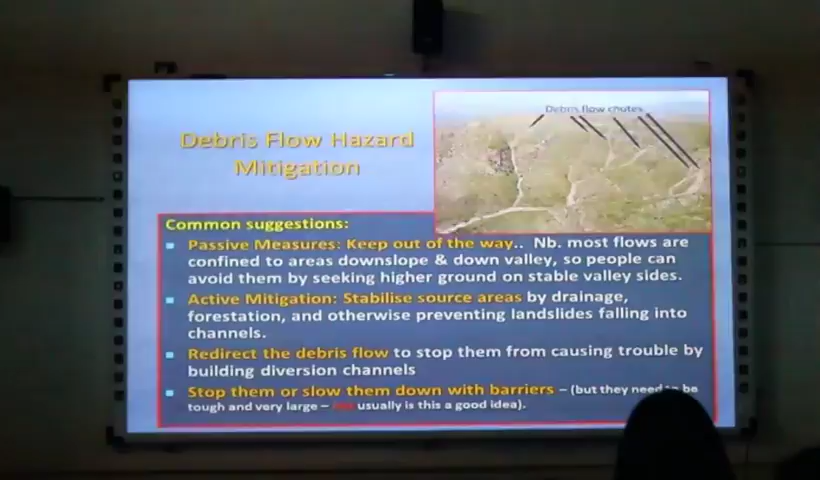 Debris flow chutes
Debris Flow Hazard
Mitigation
Common suggestions:
Passive Measures: Keep out of the way.. Nb. most flows are
confined to areas downslope & down valley, so people can
avoid them by seeking higher ground on stable valley sides.
Active Mitigation: Stabilise source areas by drainage,
forestation, and otherwise preventing landslides falling into
channels.
Redirect the debris flow to stop them from causing trouble by
building diversion channels
Stop them or slow them down with barriers – (but they need to be
tough and very large – usually is this a good idea).